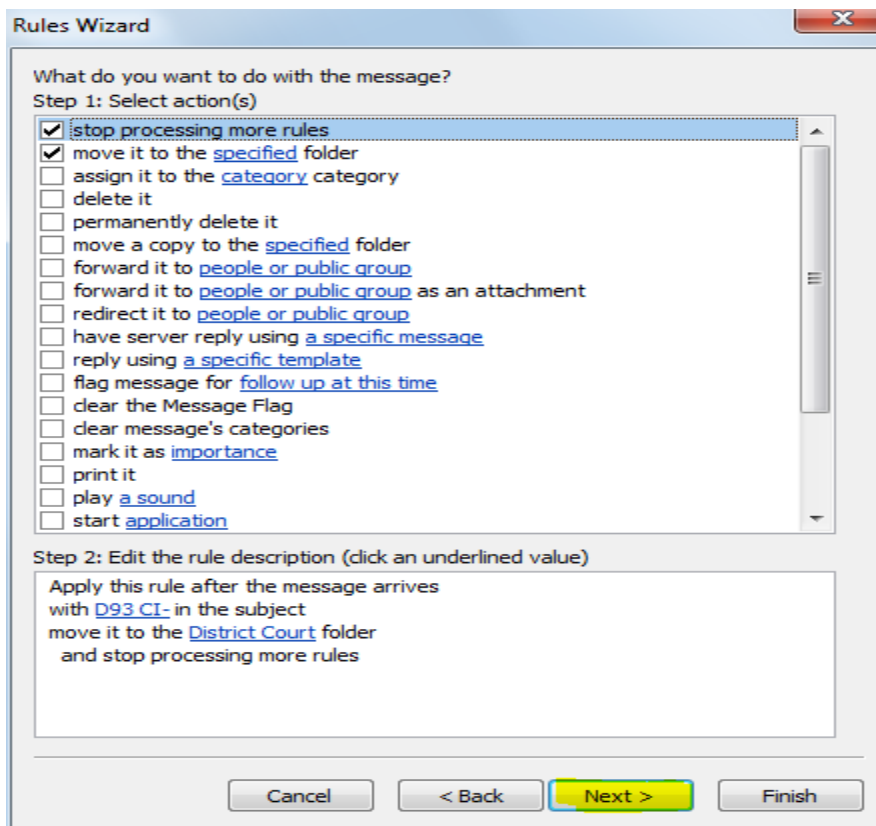 Rules Wizard
What do you want to do with the message?
Step 1: Select action(s)
stop processing more rules
move it to the specified folder
assign it to the category category
delete it
permanently delete it
move a copy to the specified folder
forward it to people or public group
forward it to people or public group as an attachment
redirect it to people or public group
have server reply using a specific message
reply using a specific template
flag message for follow up at this time
clear the Message Flag
clear message's categories
mark it as importance
print it
play a sound
start application
Step 2: Edit the rule description (click an underlined value)
Apply this rule after the message arrives
with D93 CI- in the subject
move it to the District Court folder
and stop processing more rules
Cancel
< Back
Next >
Finish